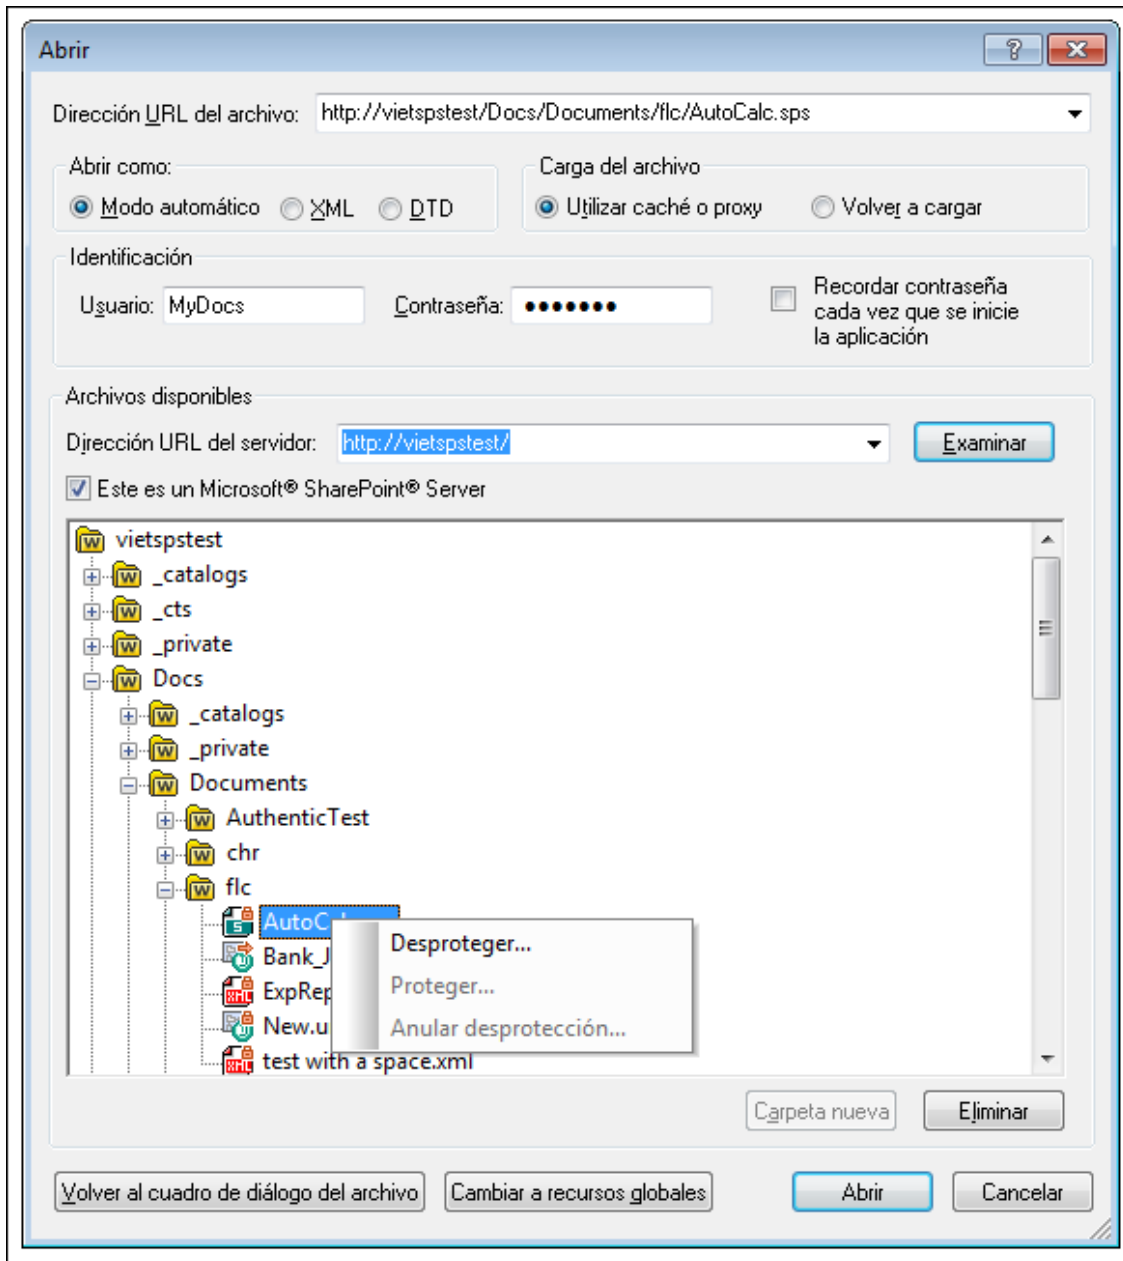 Abrir
Dirección URL del archivo: http://vietspstest/Docs/Documents/flc/AutoCalc.sps
Abrir como:
Modo automático XML DTD
Carga del archivo
Utilizar caché o proxy Volver a cargar
Identificación
Usuario: MyDocs Contraseña: ●●●●●●●
Recordar contraseña
cada vez que se inicie
la aplicación
Archivos disponibles
Dirección URL del servidor: http://vietspstest/ Examinar
Este es un Microsoft® SharePoint® Server
vietspstest
_catalogs
_cts
_private
Docs
_catalogs
_private
Documents
AuthenticTest
chr
flc
AutoC
Bank_J
ExpRep
New.u
test with a space.xml
Desproteger...
Proteger...
Anular desprotección...
Carpeta nueva Eliminar
Volver al cuadro de diálogo del archivo Cambiar a recursos globales Abrir Cancelar